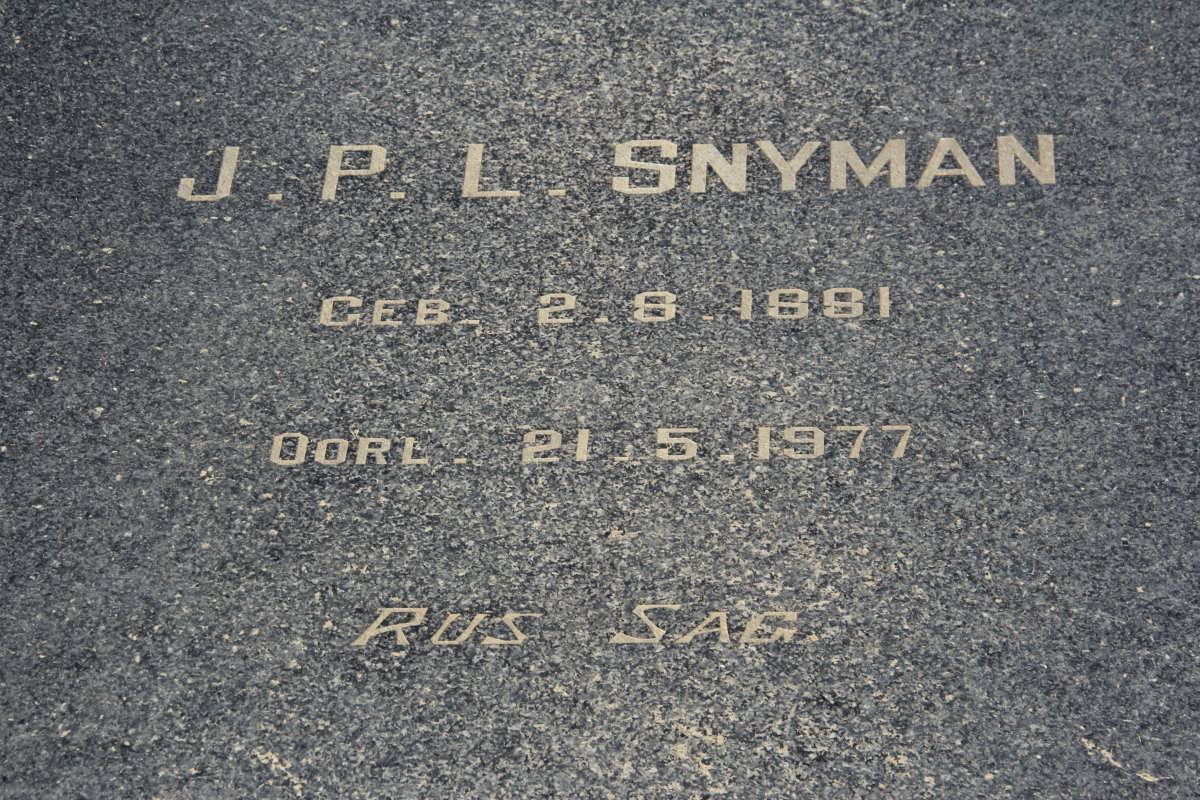 J. P. L. SNYMAN
GEB. 2.8.1881
OORL. 21.5.1977
RUS SAG